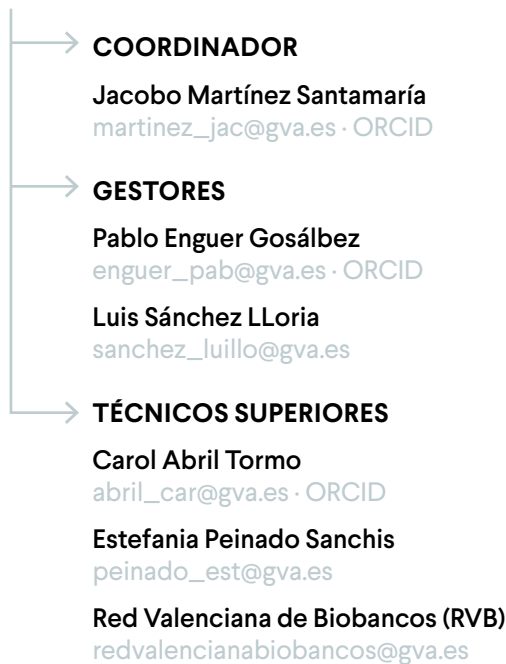 COORDINADOR
Jacobo Martínez Santamaría
martinez_jac@gva.es · ORCID
GESTORES
Pablo Enguer Gosálbez
enguer_pab@gva.es · ORCID
Luis Sánchez LLoria
sanchez_luillo@gva.es
TÉCNICOS SUPERIORES
Carol Abril Tormo
abril_car@gva.es · ORCID
Estefania Peinado Sanchis
peinado_est@gva.es
Red Valenciana de Biobancos (RVB)
redvalencianabiobancos@gva.es